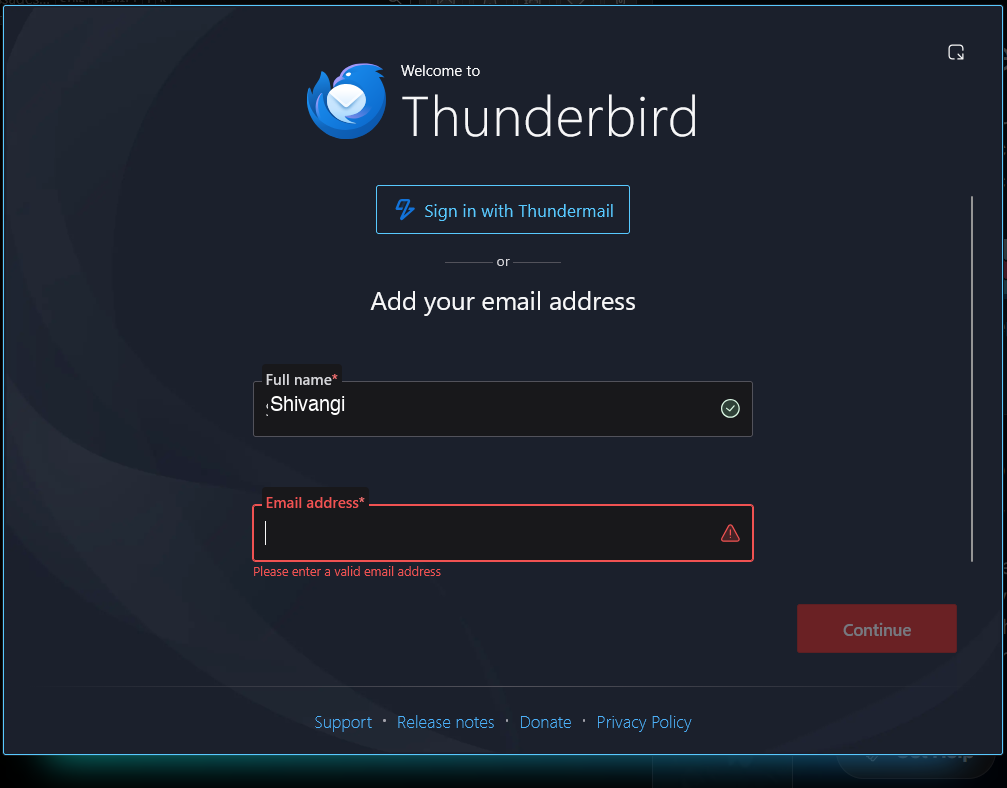 Welcome to
Thunderbird
Sign in with Thundermail
or
Add your email address
Full name*
Shivangi
Email address*
Please enter a valid email address
Continue
Support • Release notes • Donate • Privacy Policy